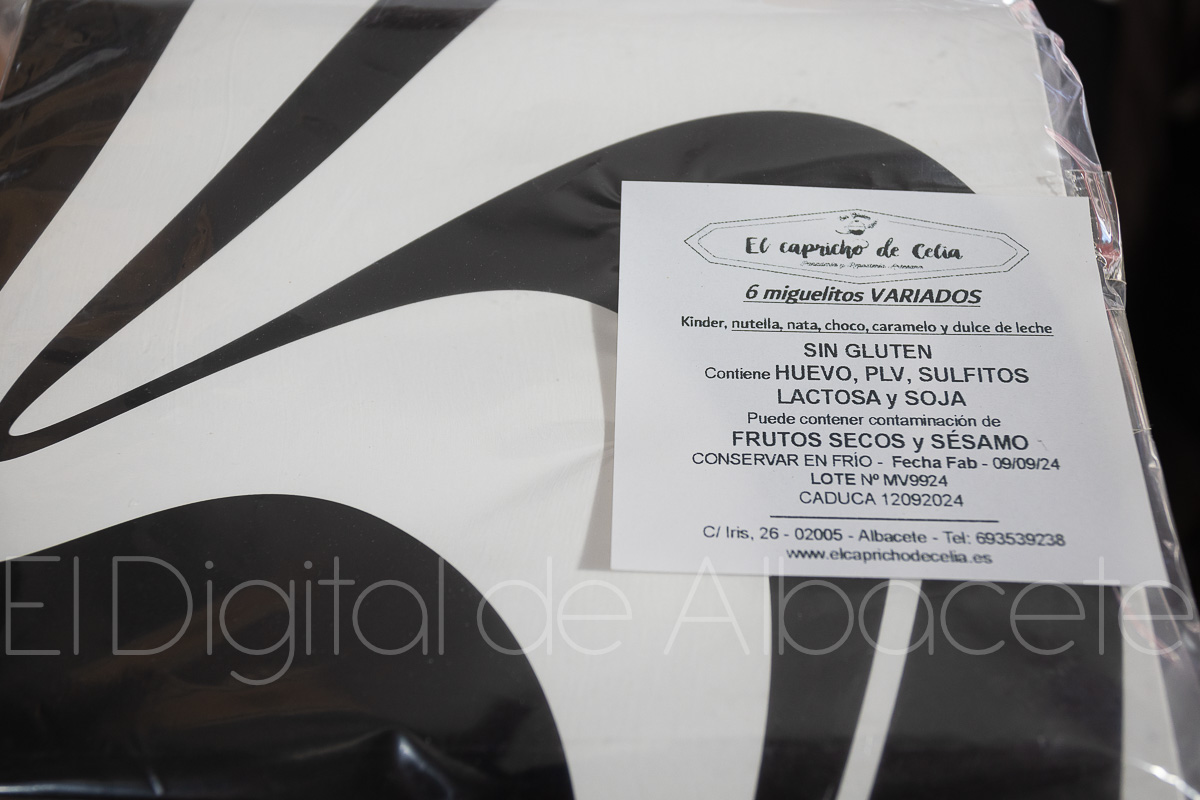 El capricho de Celia
6 miguelitos VARIADOS
Kinder, nutella, nata, choco, caramelo y dulce de leche
SIN GLUTEN
Contiene HUEVO, PLV, SULFITOS
LACTOSA y SOJA
Puede contener contaminación de
FRUTOS SECOS y SÉSAMO
CONSERVAR EN FRÍO - Fecha Fab - 09/09/24
LOTE Nº MV9924
CADUCA 12092024
C/ Iris, 26 - 02005 - Albacete - Tel: 693539238
www.elcaprichodecelia.es
El Digital de Albacete